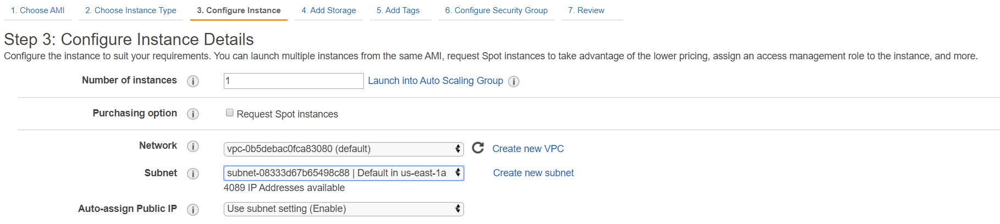 1. Choose AMI 2. Choose Instance Type 3. Configure Instance 4. Add Storage 5. Add Tags 6. Configure Security Group 7. Review
Step 3: Configure Instance Details
Configure the instance to suit your requirements. You can launch multiple instances from the same AMI, request Spot instances to take advantage of the lower pricing, assign an access management role to the instance, and more.
Number of instances i 1 Launch into Auto Scaling Group i
Purchasing option i Request Spot instances
Network i vpc-0b5debac0fca83080 (default) Create new VPC
Subnet i subnet-08333d67b65498c88 | Default in us-east-1a Create new subnet
4089 IP Addresses available
Auto-assign Public IP i Use subnet setting (Enable)